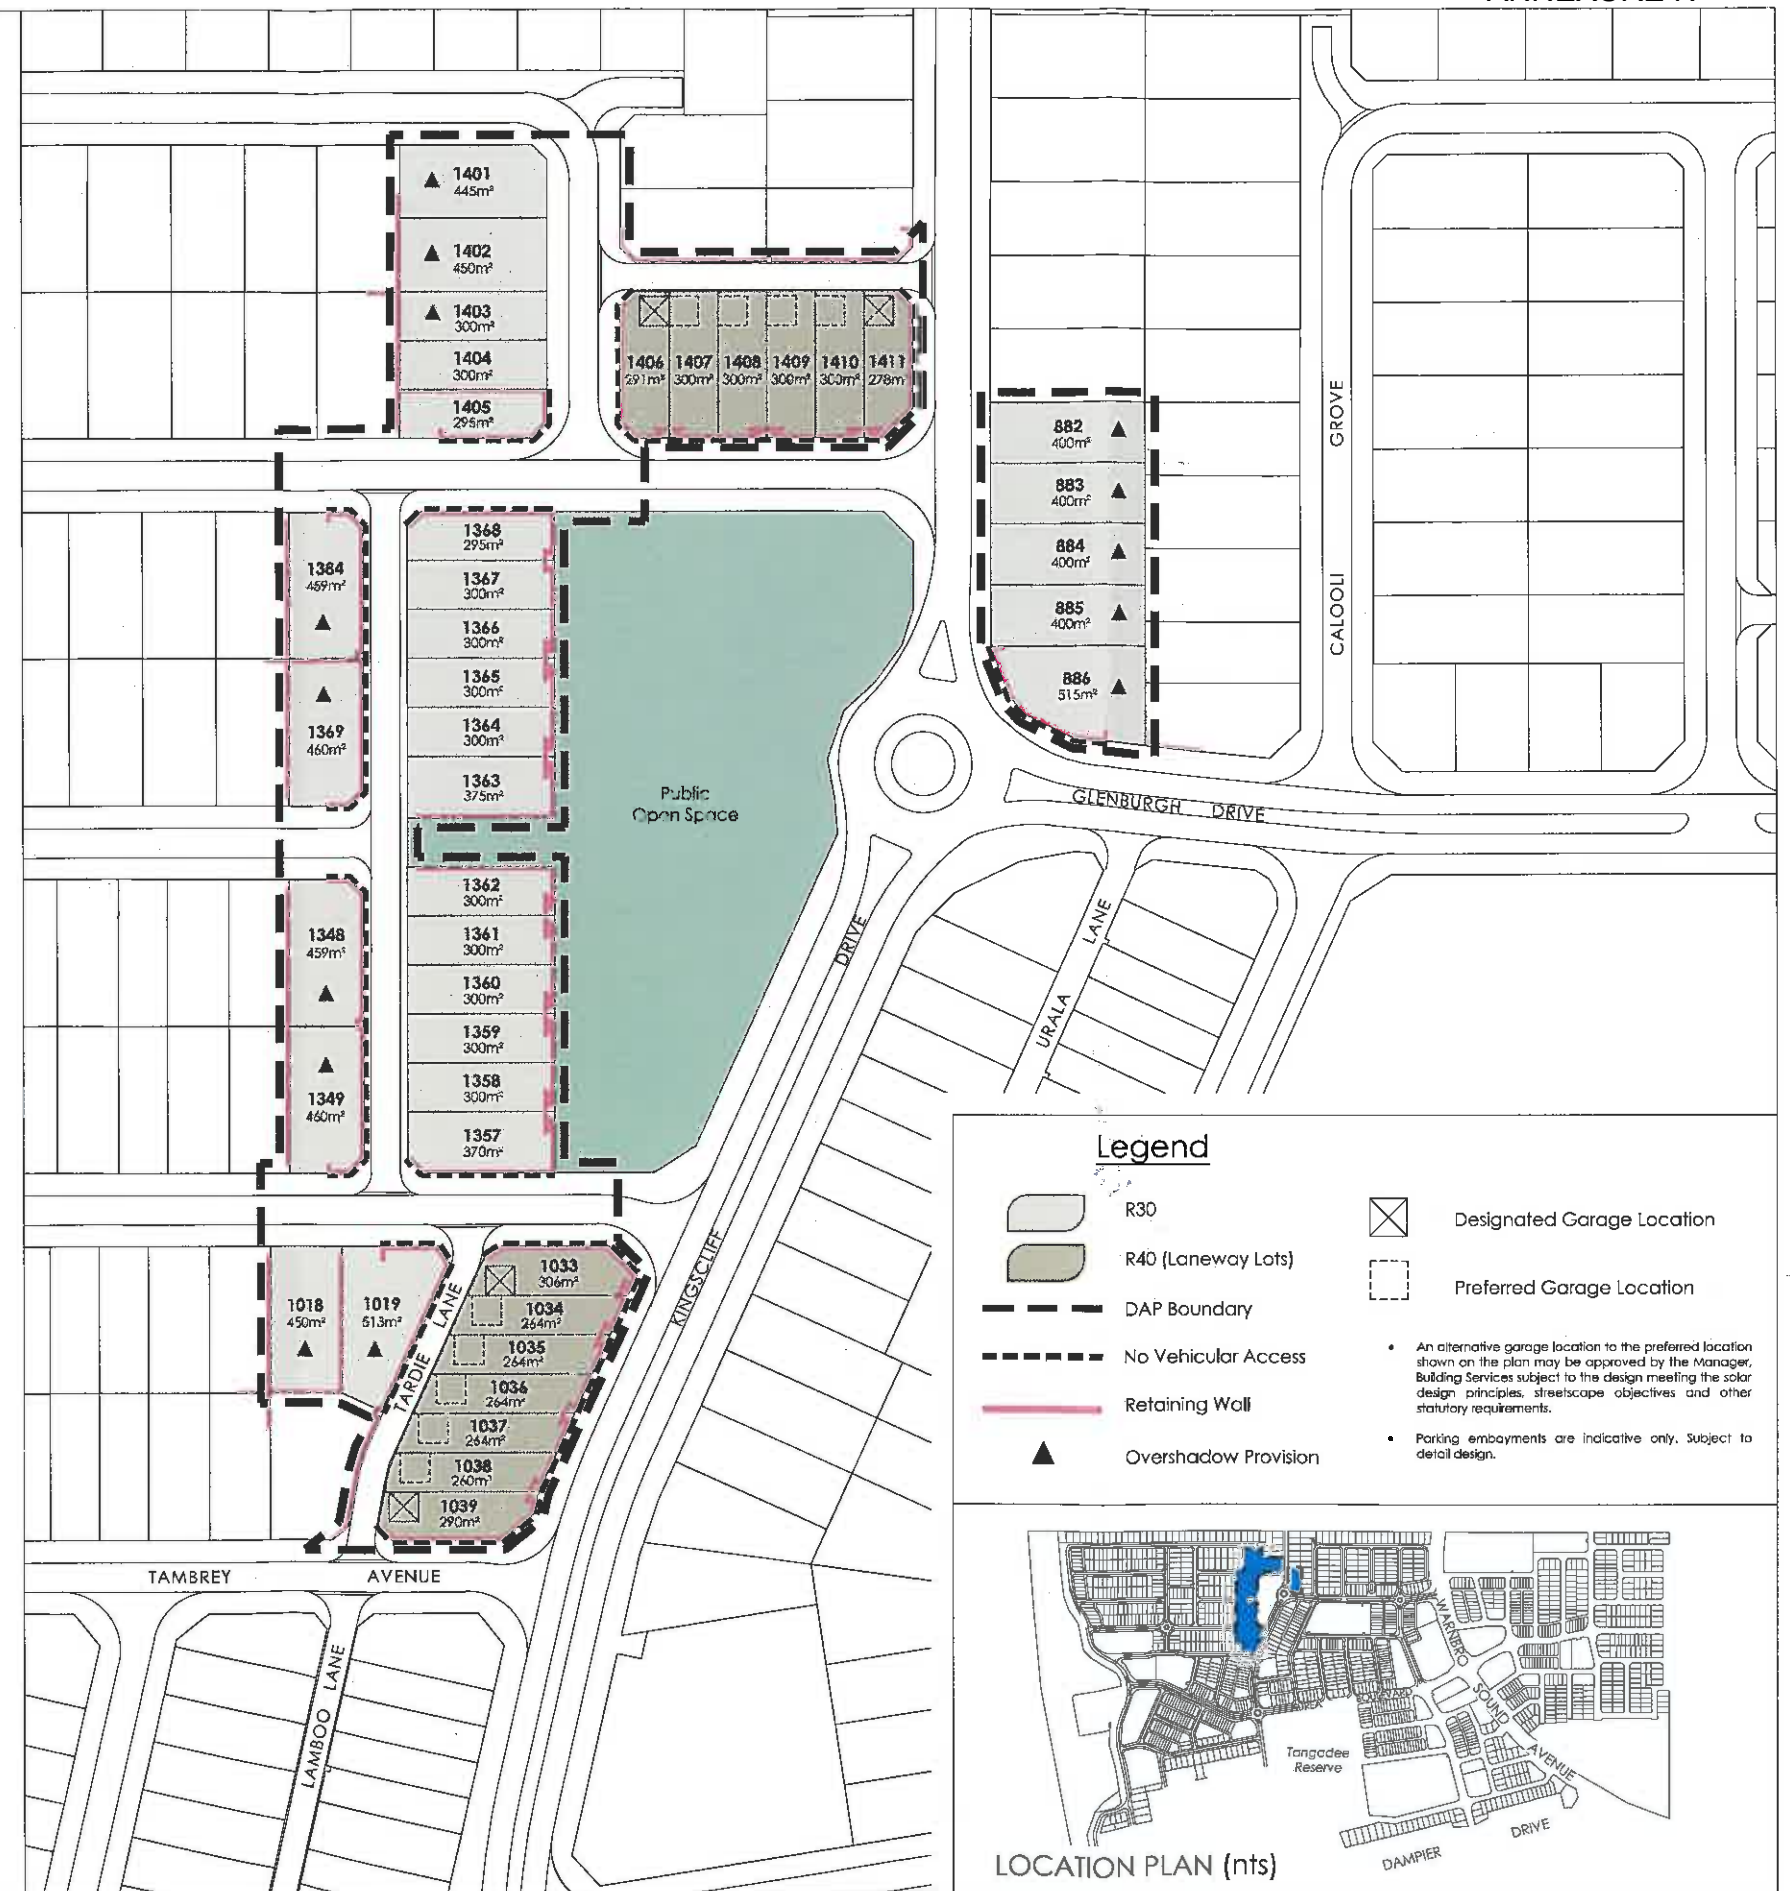 1401
445m²
1402
450m²
1403
300m²
1404
300m²
1405
295m²
1406 1407 1408 1409 1410 1411
291m² 300m² 300m² 300m² 300m² 278m
882
400m²
883
400m²
884
400m²
885
400m²
886
515m²
CALOOLI GROVE
1384
459m²
1369
460m²
1368
295m²
1367
300m²
1366
300m²
1365
300m²
1364
300m²
1363
375m²
Public
Open Space
GLENBURGH DRIVE
1348
459m²
1349
460m²
1362
300m²
1361
300m²
1360
300m²
1359
300m²
1358
300m²
1357
370m²
KINGSCLIFF DRIVE
URALA LANE
1018
450m²
1019
513m²
TARDIE LANE
1033
306m²
1034
264m²
1035
264m²
1036
264m²
1037
264m²
1038
260m²
1039
290m²
TAMBREY AVENUE
LAMBOO LANE
Legend
R30
R40 (Laneway Lots)
DAP Boundary
No Vehicular Access
Retaining Wall
Overshadow Provision
Designated Garage Location
Preferred Garage Location
• An alternative garage location to the preferred location
shown on the plan may be approved by the Manager,
Building Services subject to the design meeting the solar
design principles, streetscape objectives and other
statutory requirements.
• Parking embayments are indicative only. Subject to
detail design.
WARNBRO SOUND AVENUE
Tangadee
Reserve
DAMPIER DRIVE
LOCATION PLAN (nts)